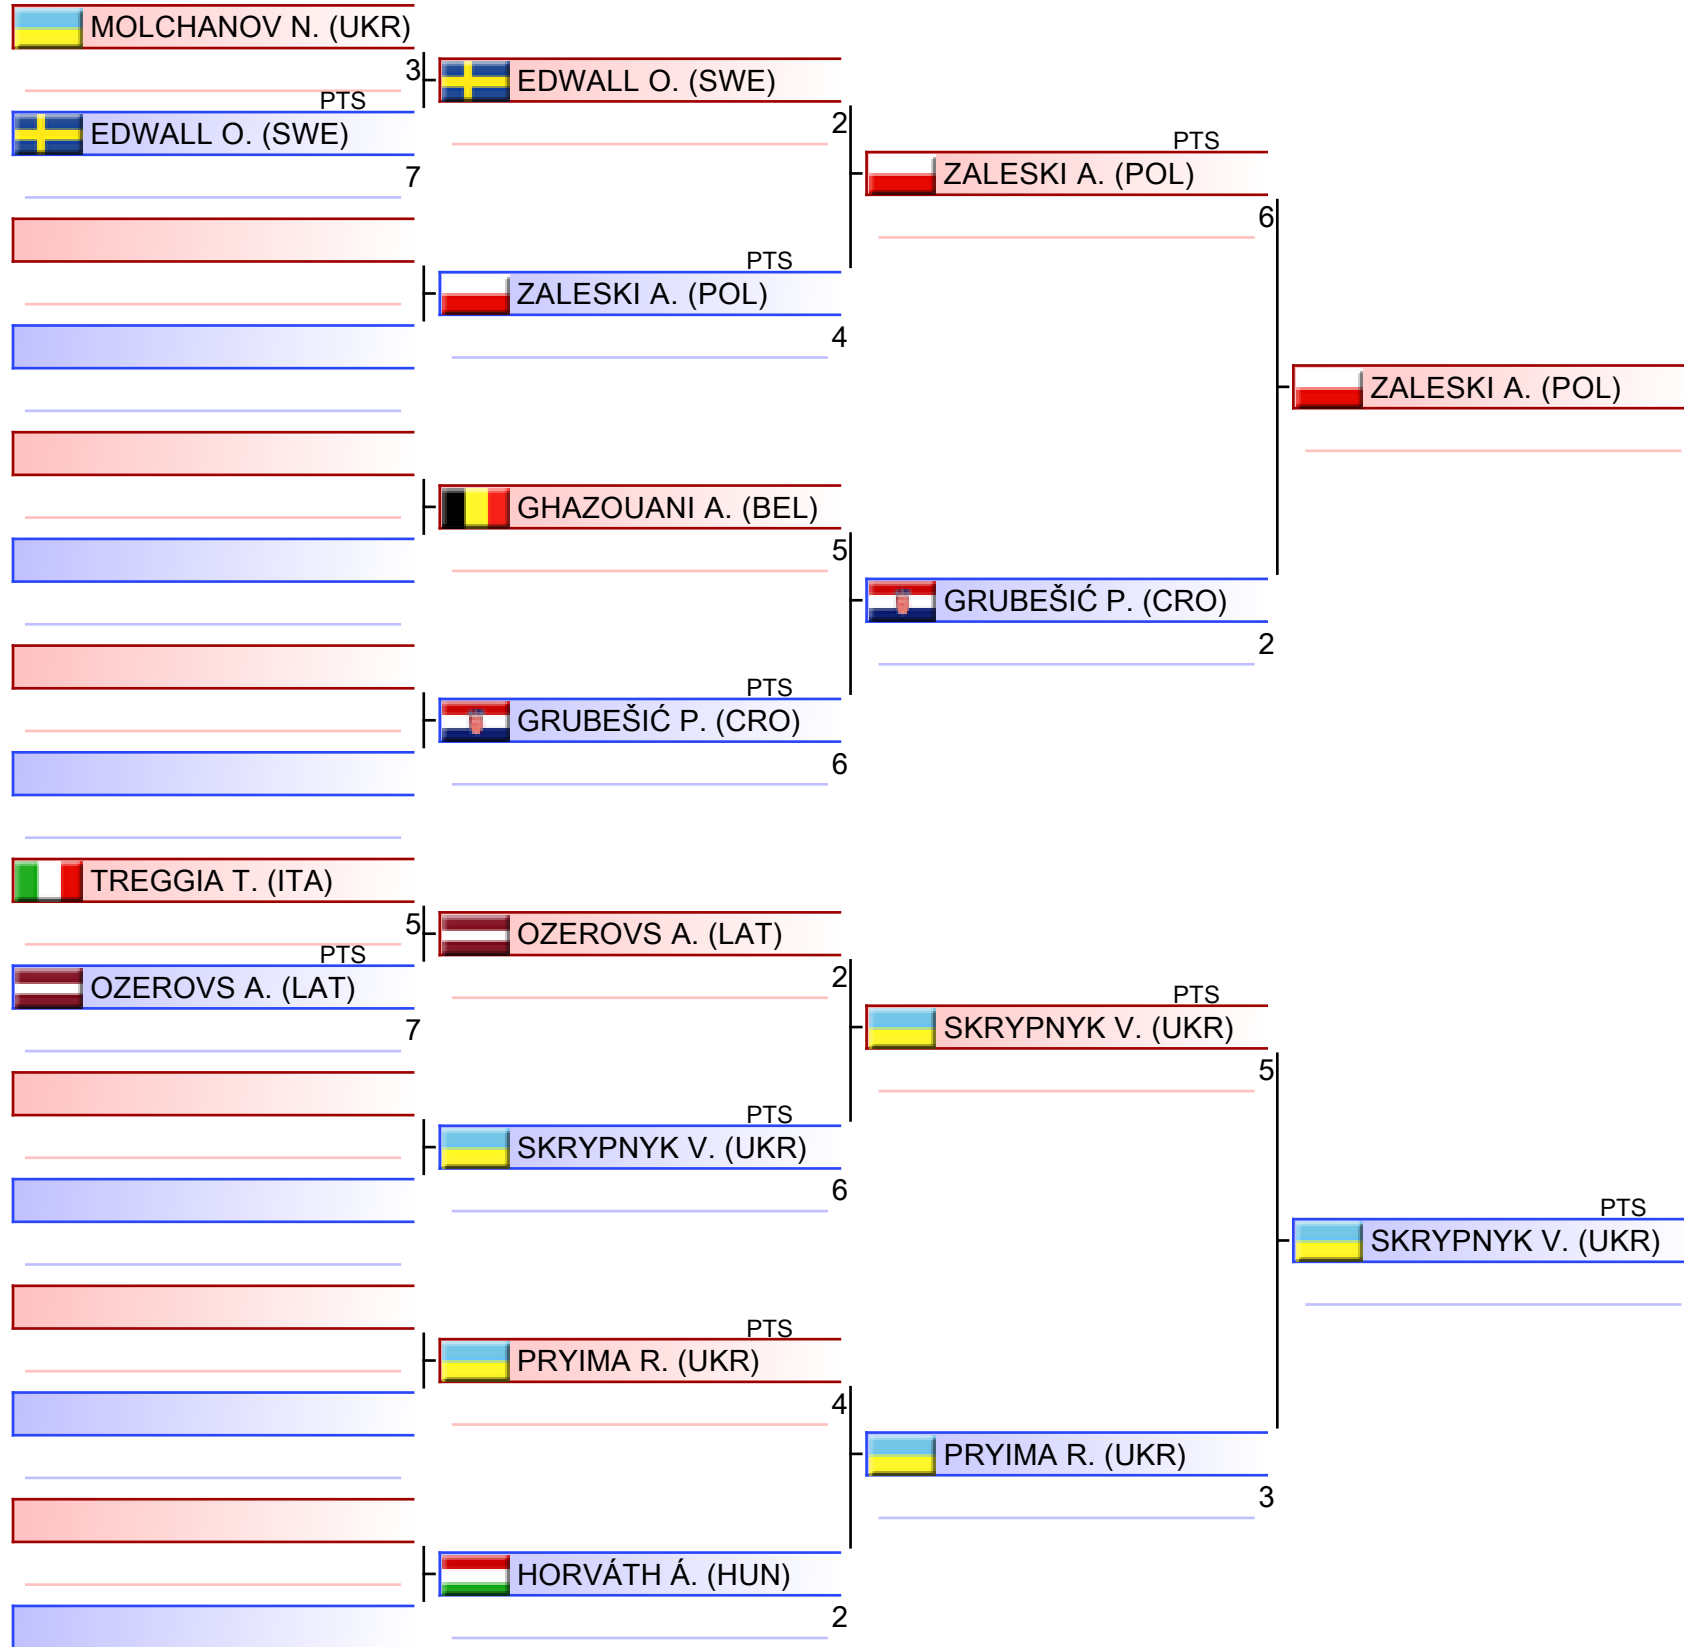 MOLCHANOV N. (UKR)
3
PTS
EDWALL O. (SWE)
7
TREGGIA T. (ITA)
5
PTS
OZEROVS A. (LAT)
7
EDWALL O. (SWE)
2
PTS
ZALESKI A. (POL)
4
GHAZOUANI A. (BEL)
5
PTS
GRUBEŠIĆ P. (CRO)
6
OZEROVS A. (LAT)
2
PTS
SKRYPNYK V. (UKR)
6
PTS
PRYIMA R. (UKR)
4
HORVÁTH Á. (HUN)
2
PTS
ZALESKI A. (POL)
6
GRUBEŠIĆ P. (CRO)
2
PTS
SKRYPNYK V. (UKR)
5
PRYIMA R. (UKR)
3
ZALESKI A. (POL)
PTS
SKRYPNYK V. (UKR)